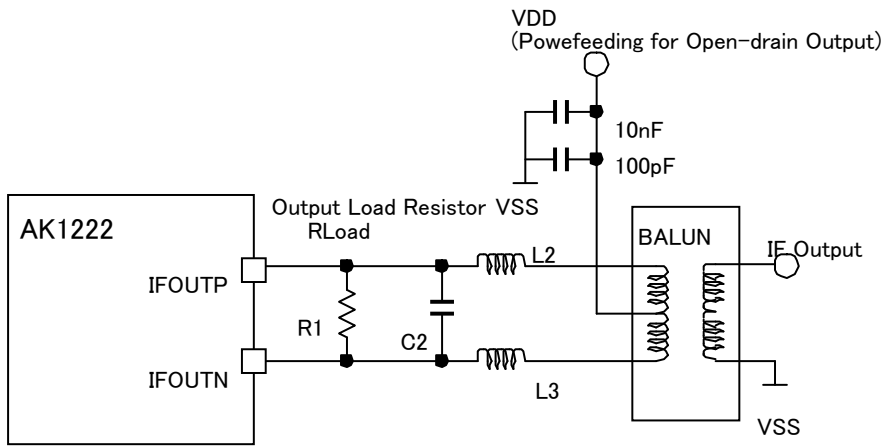 VDD
(Powefeeding for Open-drain Output)
10nF
100pF
Output Load Resistor VSS
RLoad
AK1222
BALUN
IF Output
L2
IFOUTP
R1
C2
IFOUTN
L3
VSS